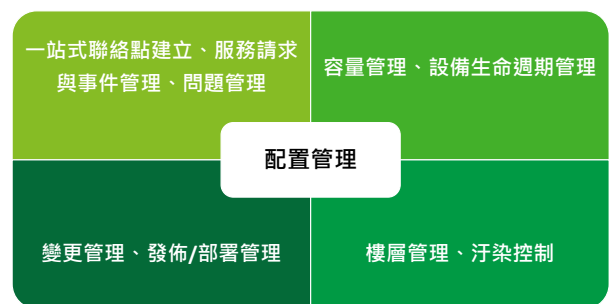 一站式聯絡點建立、服務請求
與事件管理、問題管理
容量管理、設備生命週期管理
配置管理
變更管理、發佈/部署管理
樓層管理、汙染控制